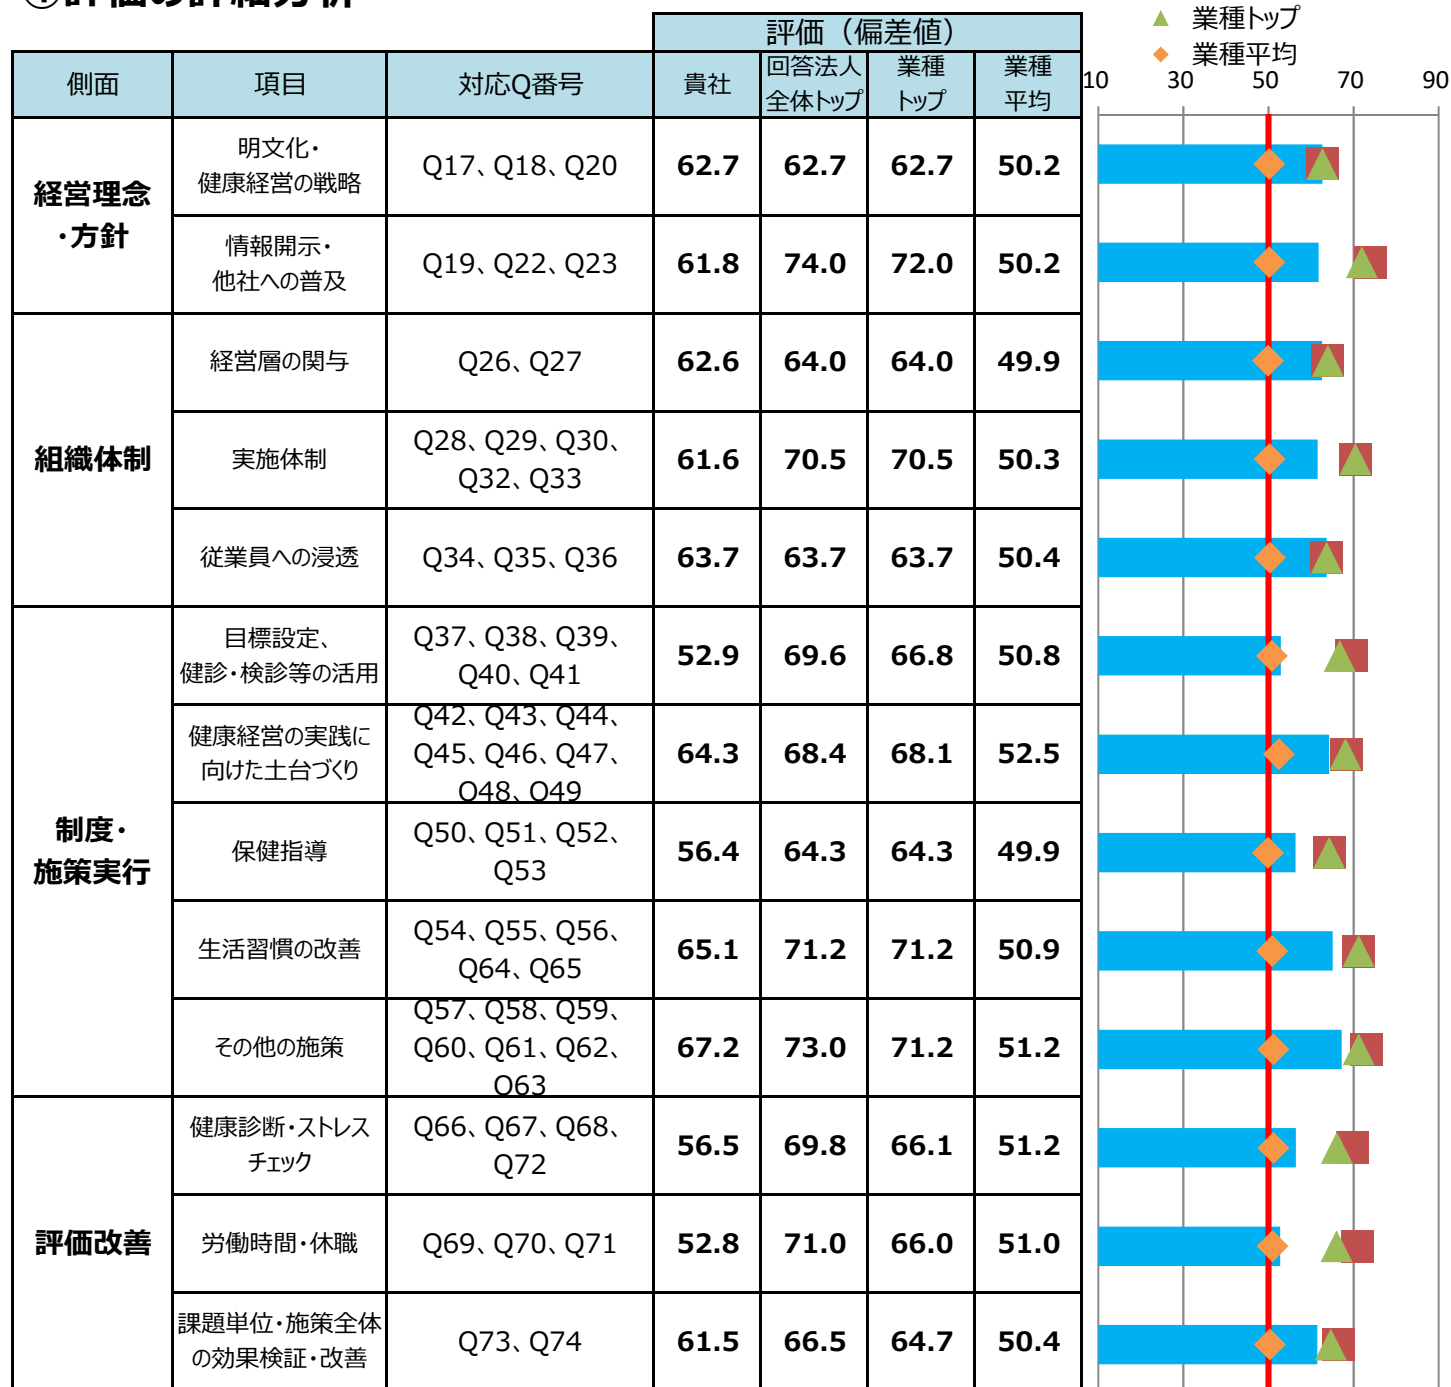 ①評価の詳細分析
業種トップ
業種平均
評価（偏差値）
側面 項目 対応Q番号 貴社 回答法人全体トップ 業種トップ 業種平均
10 30 50 70 90
経営理念・方針
明文化・
健康経営の戦略
Q17、Q18、Q20
62.7 62.7 62.7 50.2
情報開示・
他社への普及
Q19、Q22、Q23
61.8 74.0 72.0 50.2
組織体制
経営層の関与
Q26、Q27
62.6 64.0 64.0 49.9
実施体制
Q28、Q29、Q30、
Q32、Q33
61.6 70.5 70.5 50.3
従業員への浸透
Q34、Q35、Q36
63.7 63.7 63.7 50.4
制度・
施策実行
目標設定、
健診・検診等の活用
Q37、Q38、Q39、
Q40、Q41
52.9 69.6 66.8 50.8
健康経営の実践に
向けた土台づくり
Q42、Q43、Q44、
Q45、Q46、Q47、
Q48、Q49
64.3 68.4 68.1 52.5
保健指導
Q50、Q51、Q52、
Q53
56.4 64.3 64.3 49.9
生活習慣の改善
Q54、Q55、Q56、
Q64、Q65
65.1 71.2 71.2 50.9
その他の施策
Q57、Q58、Q59、
Q60、Q61、Q62、
Q63
67.2 73.0 71.2 51.2
評価改善
健康診断・ストレス
チェック
Q66、Q67、Q68、
Q72
56.5 69.8 66.1 51.2
労働時間・休職
Q69、Q70、Q71
52.8 71.0 66.0 51.0
課題単位・施策全体
の効果検証・改善
Q73、Q74
61.5 66.5 64.7 50.4